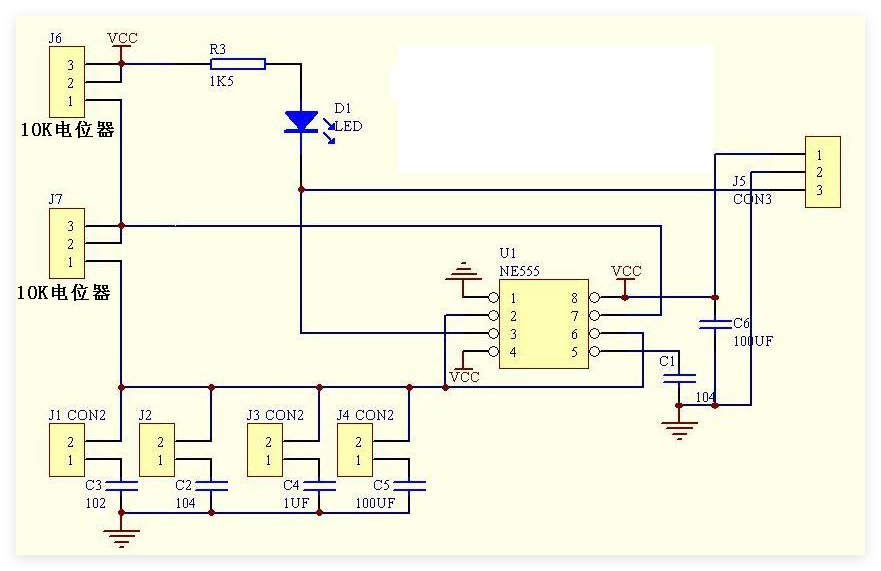 J6
VCC
3
2
1
10K电位器
R3
1K5
D1
LED
1
2
3
J5
CON3
J7
3
2
1
10K电位器
U1
NE555
1
2
3
4
8
7
6
5
VCC
VCC
C6
100UF
C1
104
J1 CON2
2
1
J2
2
1
J3 CON2
2
1
J4 CON2
2
1
C3
102
C2
104
C4
1UF
C5
100UF